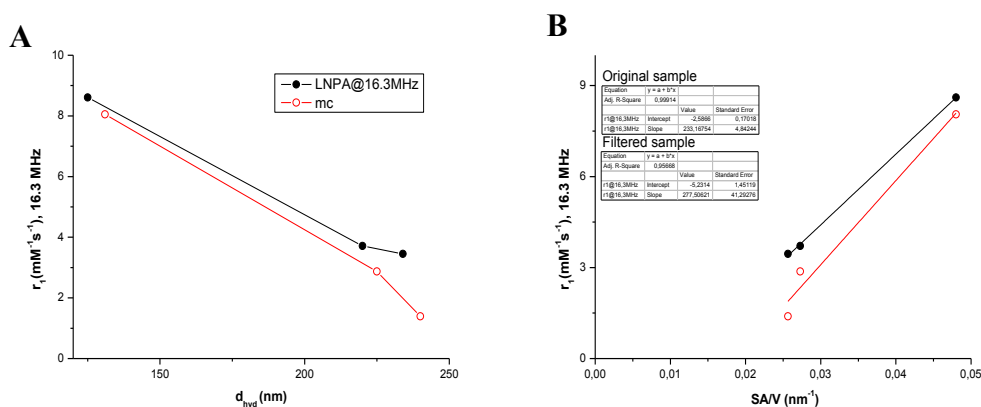 A
LNPA@16.3MHz
mc
r₁(mM⁻¹s⁻¹), 16.3 MHz
10
8
6
4
2
0
150
200
250
d_hyd (nm)
B
Original sample
Equation y = a + b*x
Adj. R-Square 0,99914
Value Standard Error
r1@16,3MHz Intercept -2,5866 0,17018
r1@16,3MHz Slope 233,16754 4,84244
Filtered sample
Equation y = a + b*x
Adj. R-Square 0,95668
Value Standard Error
r1@16,3MHz Intercept -5,2314 1,45119
r1@16,3MHz Slope 277,50621 41,29276
r₁(mM⁻¹s⁻¹), 16.3 MHz
9
6
3
0
0,00 0,01 0,02 0,03 0,04 0,05
SA/V (nm⁻¹)